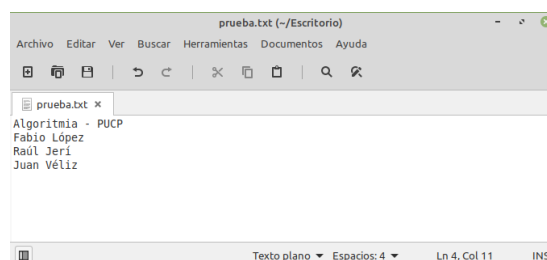 prueba.txt (~/Escritorio)
Archivo Editar Ver Buscar Herramientas Documentos Ayuda
prueba.txt
Algoritmia - PUCP
Fabio López
Raúl Jerí
Juan Véliz
Texto plano Espacios: 4 Ln 4, Col 11 INS